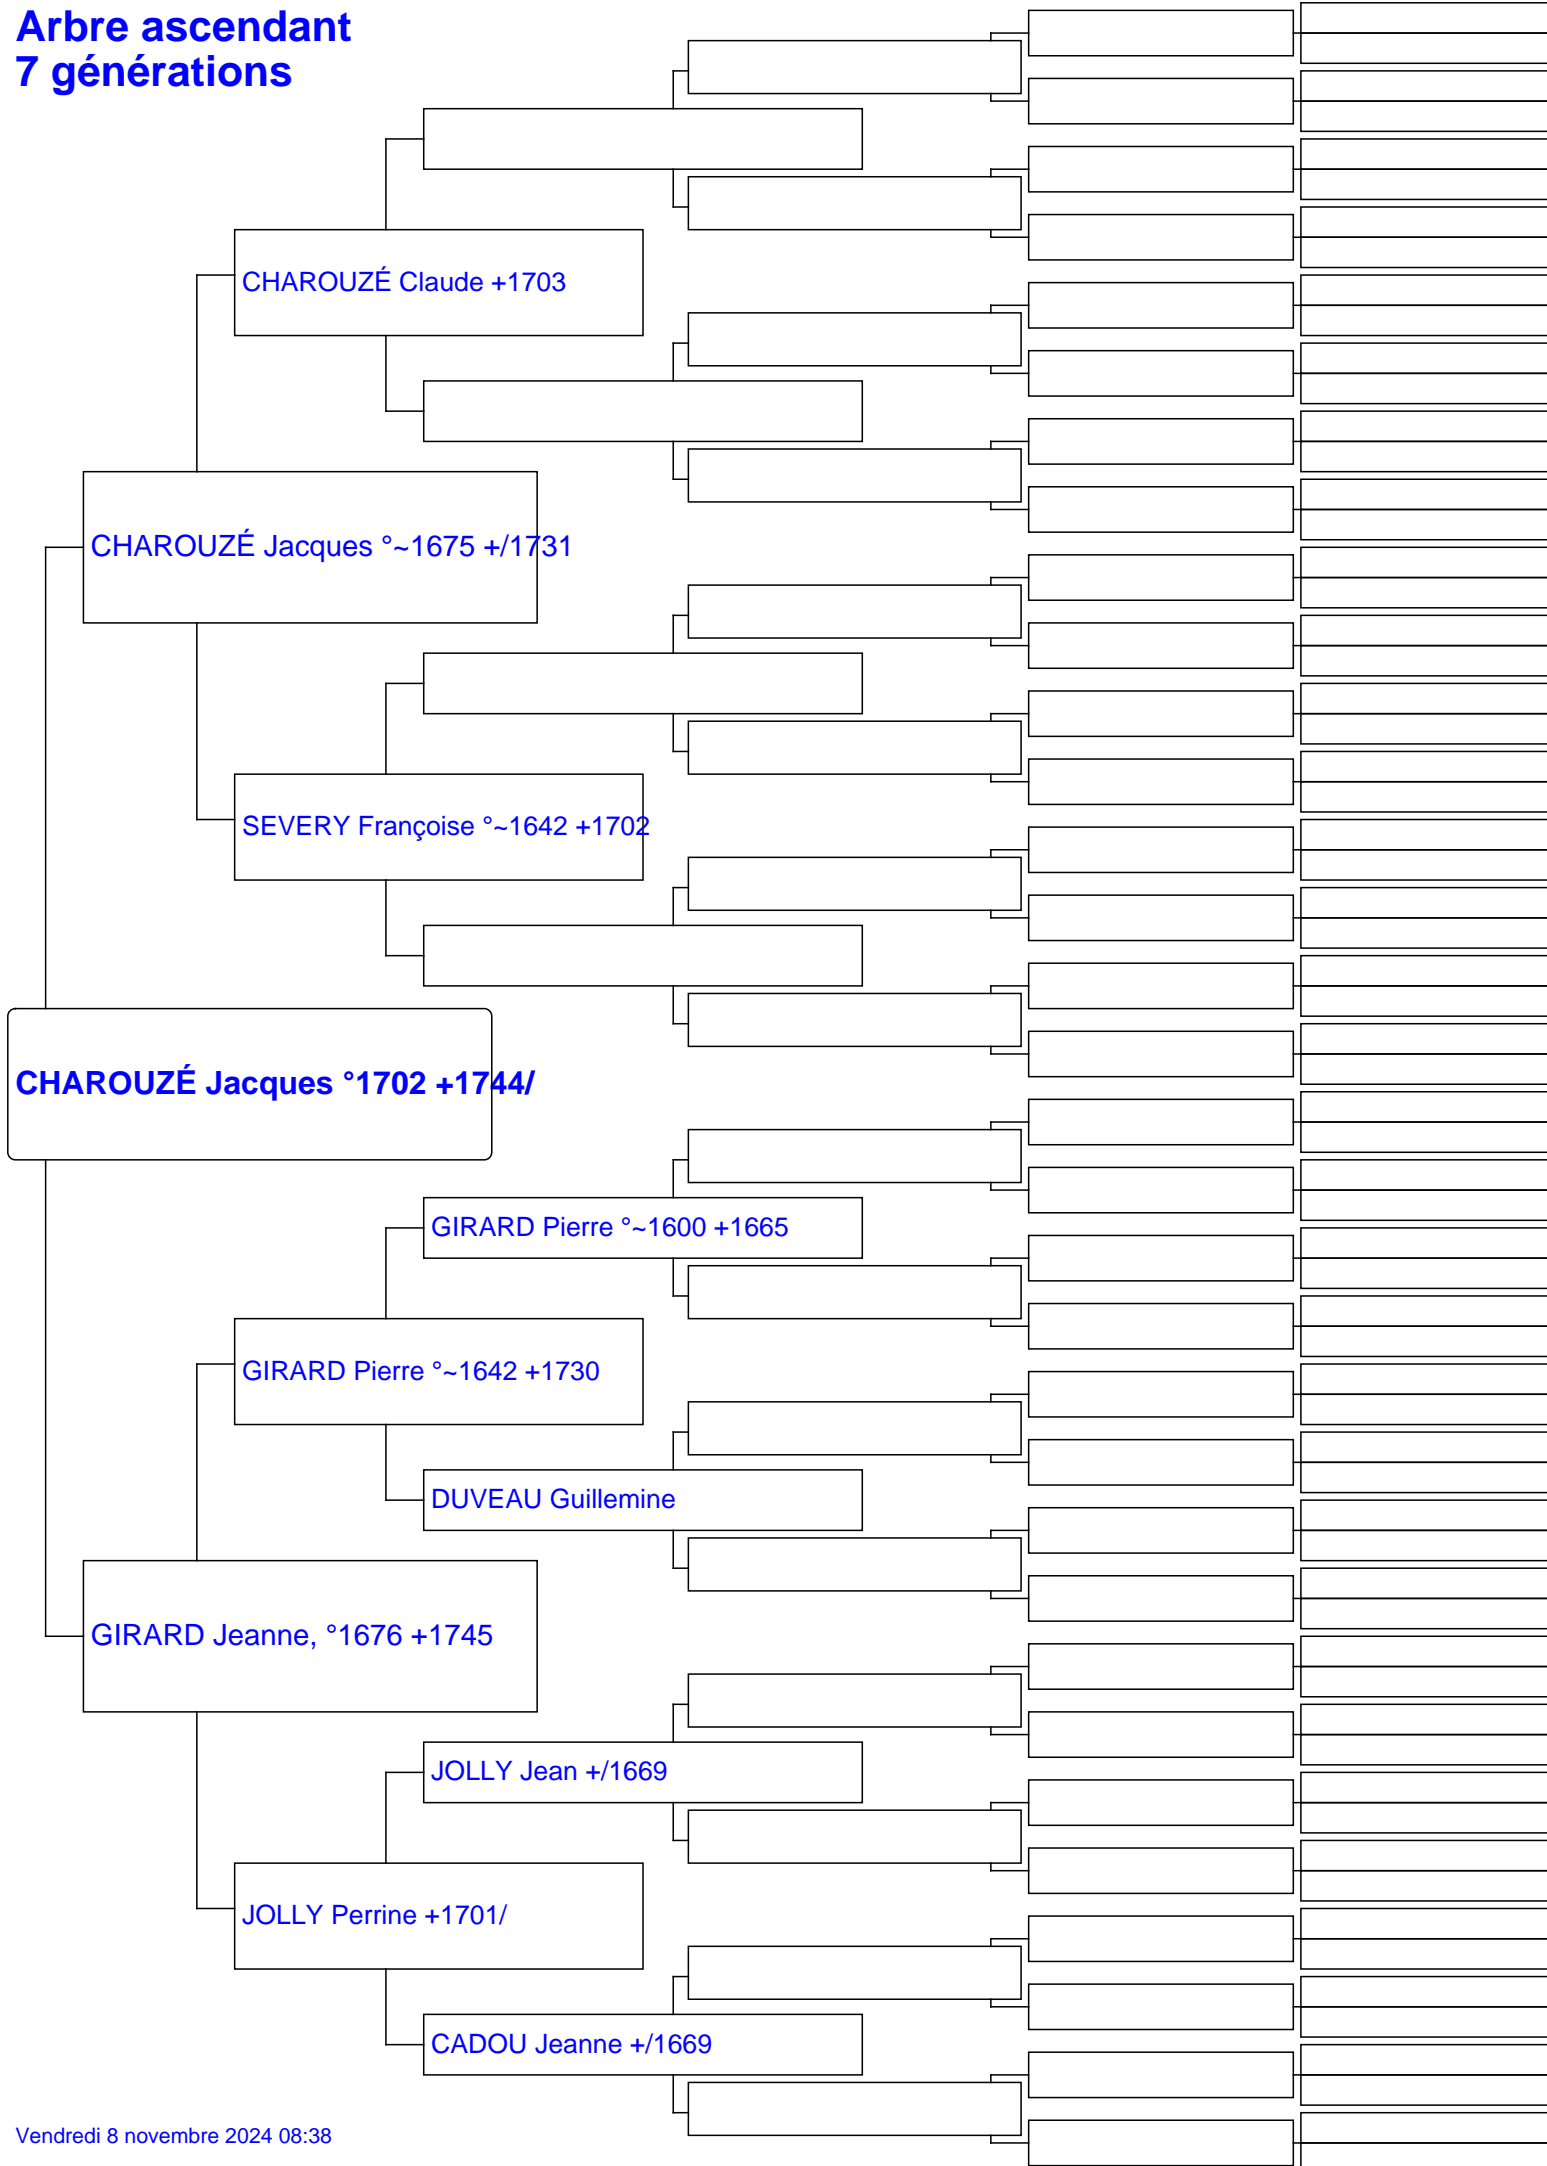 Arbre ascendant
7 générations
CHAROUZÉ Claude +1703
CHAROUZÉ Jacques °~1675 +/1731
SEVERY Françoise °~1642 +1702
CHAROUZÉ Jacques °1702 +1744/
GIRARD Pierre °~1600 +1665
GIRARD Pierre °~1642 +1730
DUVEAU Guillemine
GIRARD Jeanne, °1676 +1745
JOLLY Jean +/1669
JOLLY Perrine +1701/
CADOU Jeanne +/1669
Vendredi 8 novembre 2024 08:38